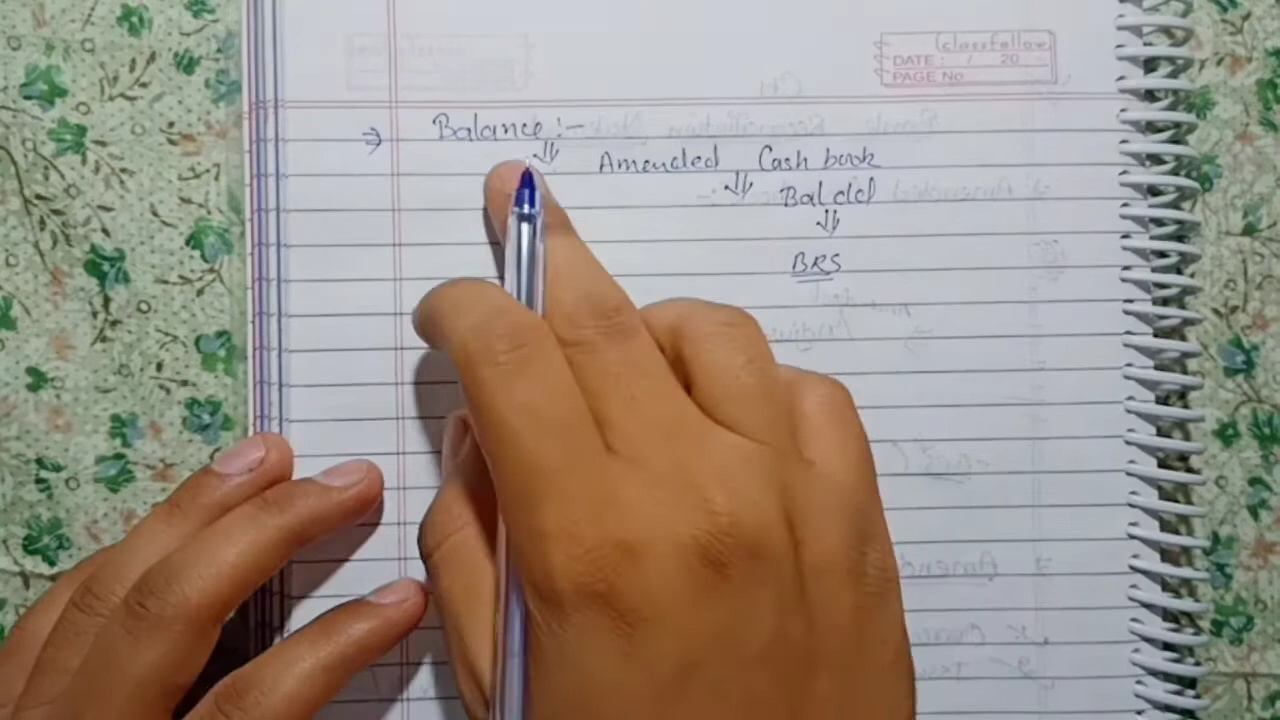 classfellow
DATE: / 20
PAGE No
⇒ Balance :-
⇓ Amended Cash book
⇓ Bal c/d
⇓
BRS